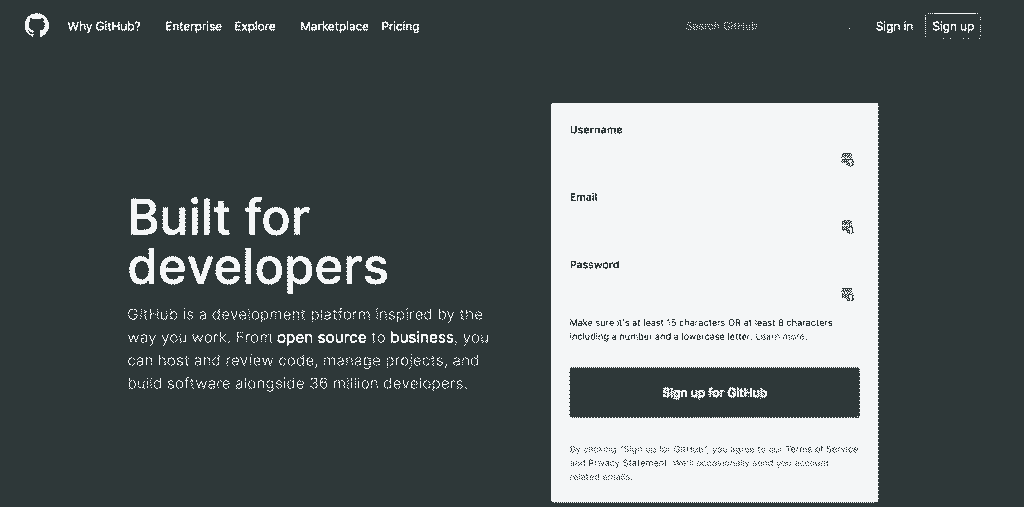 Why GitHub? Enterprise Explore Marketplace Pricing Search GitHub Sign in Sign up
Built for
developers
GitHub is a development platform inspired by the
way you work. From open source to business, you
can host and review code, manage projects, and
build software alongside 36 million developers.
Username
Email
Password
Make sure it's at least 15 characters OR at least 8 characters
including a number and a lowercase letter. Learn more.
Sign up for GitHub
By clicking "Sign up for GitHub", you agree to our Terms of Service
and Privacy Statement. We'll occasionally send you account
related emails.